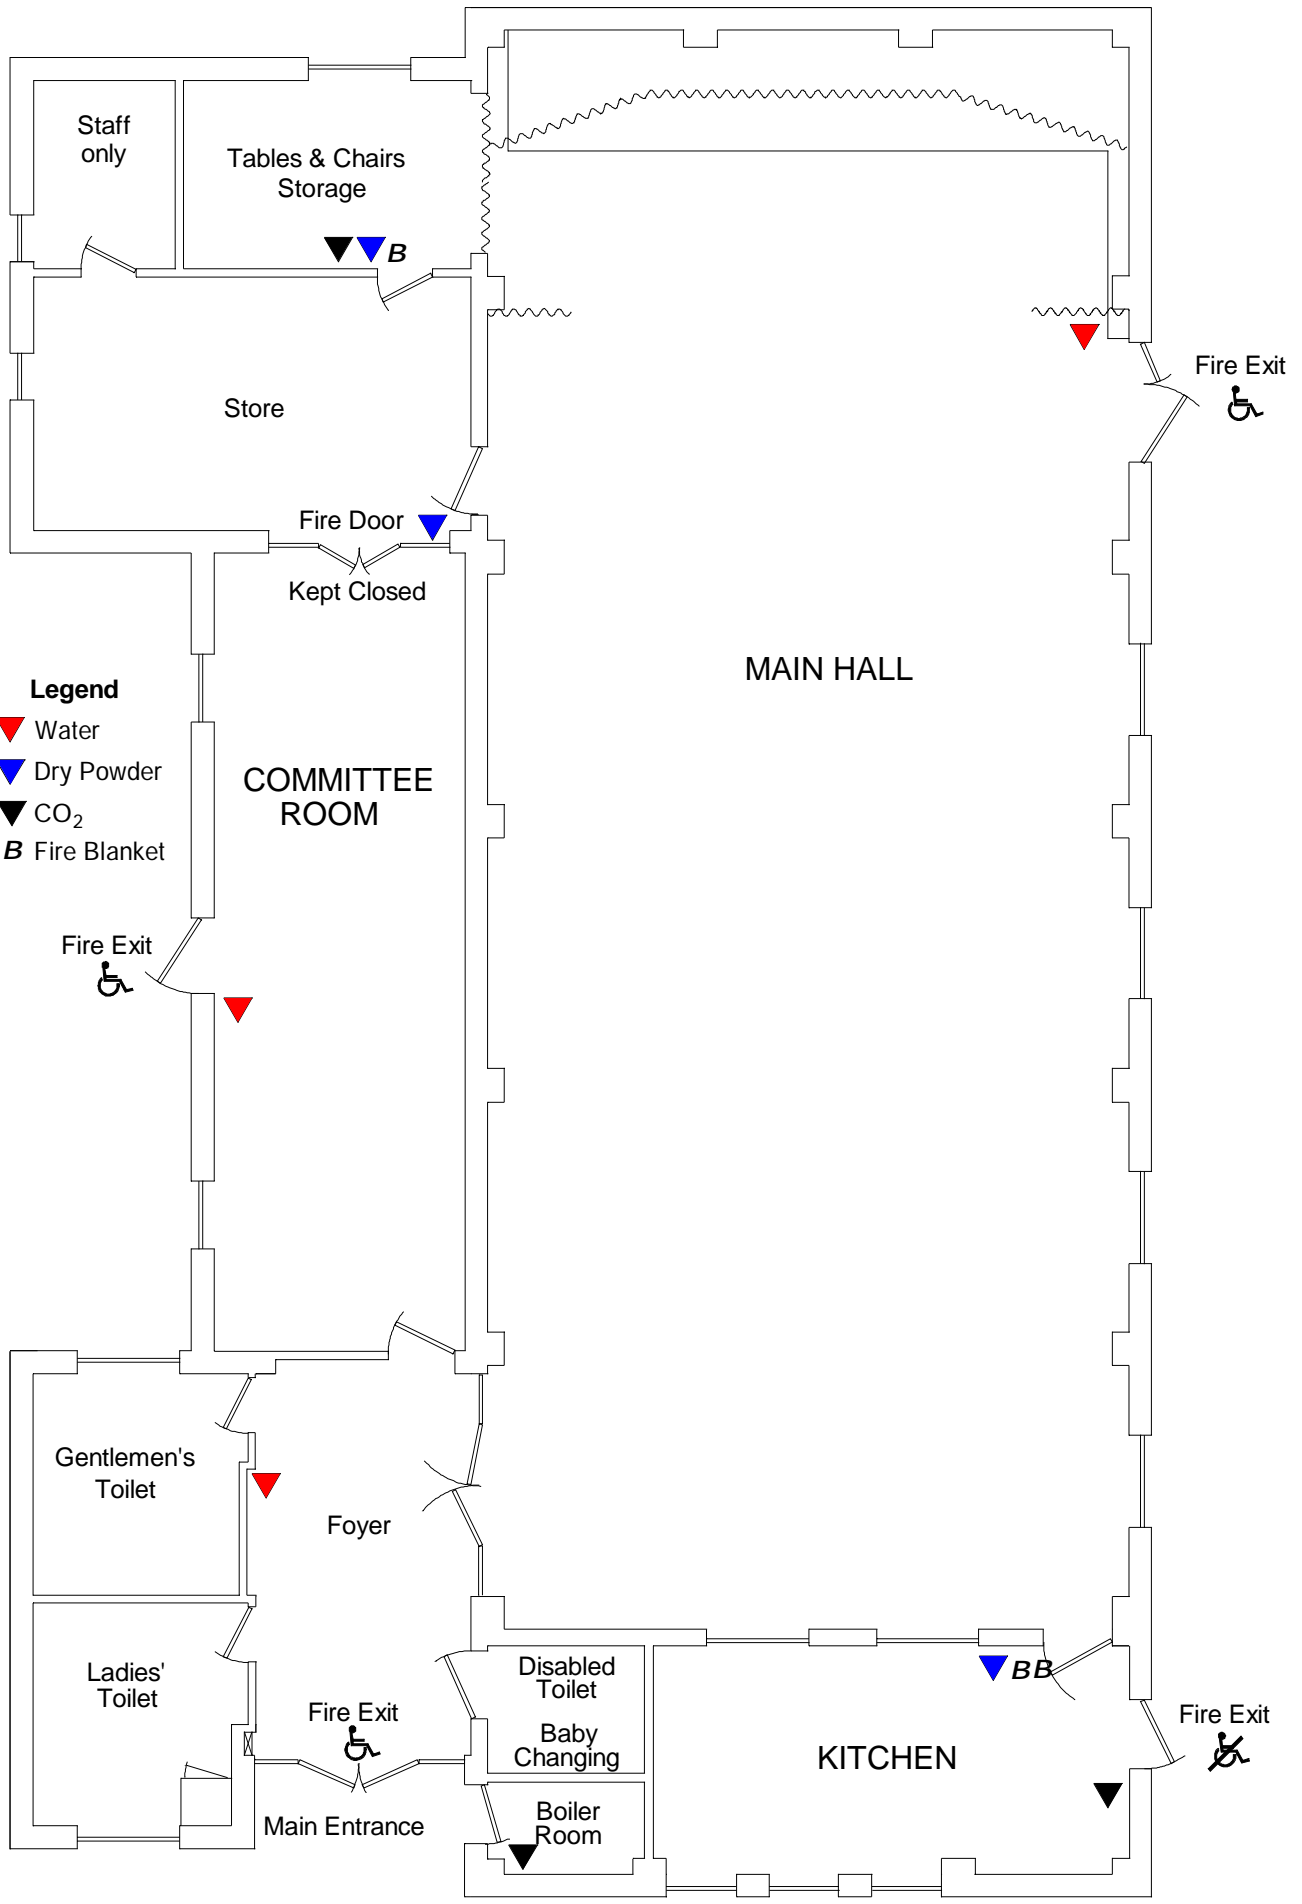 Staff
only
Tables & Chairs
Storage
B
Fire Exit
Store
Fire Door
Kept Closed
MAIN HALL
Legend
Water
Dry Powder
CO₂
B Fire Blanket
COMMITTEE
ROOM
Fire Exit
Gentlemen's
Toilet
Foyer
Ladies'
Toilet
Disabled
Toilet
Baby
Changing
BB
Fire Exit
Fire Exit
KITCHEN
Main Entrance
Boiler
Room